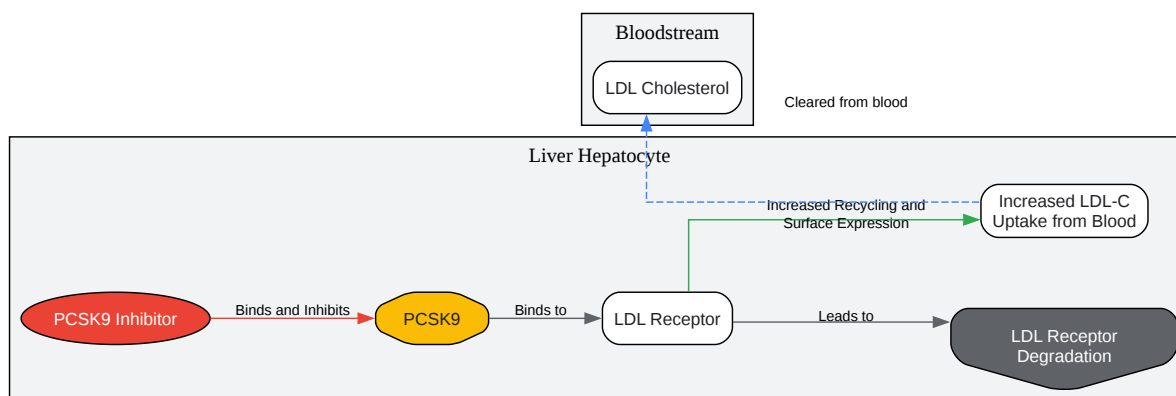 Bloodstream
LDL Cholesterol
Cleared from blood
Liver Hepatocyte
Increased Recycling and
Surface Expression
Increased LDL-C
Uptake from Blood
PCSK9 Inhibitor
Binds and Inhibits
PCSK9
Binds to
LDL Receptor
Leads to
LDL Receptor
Degradation